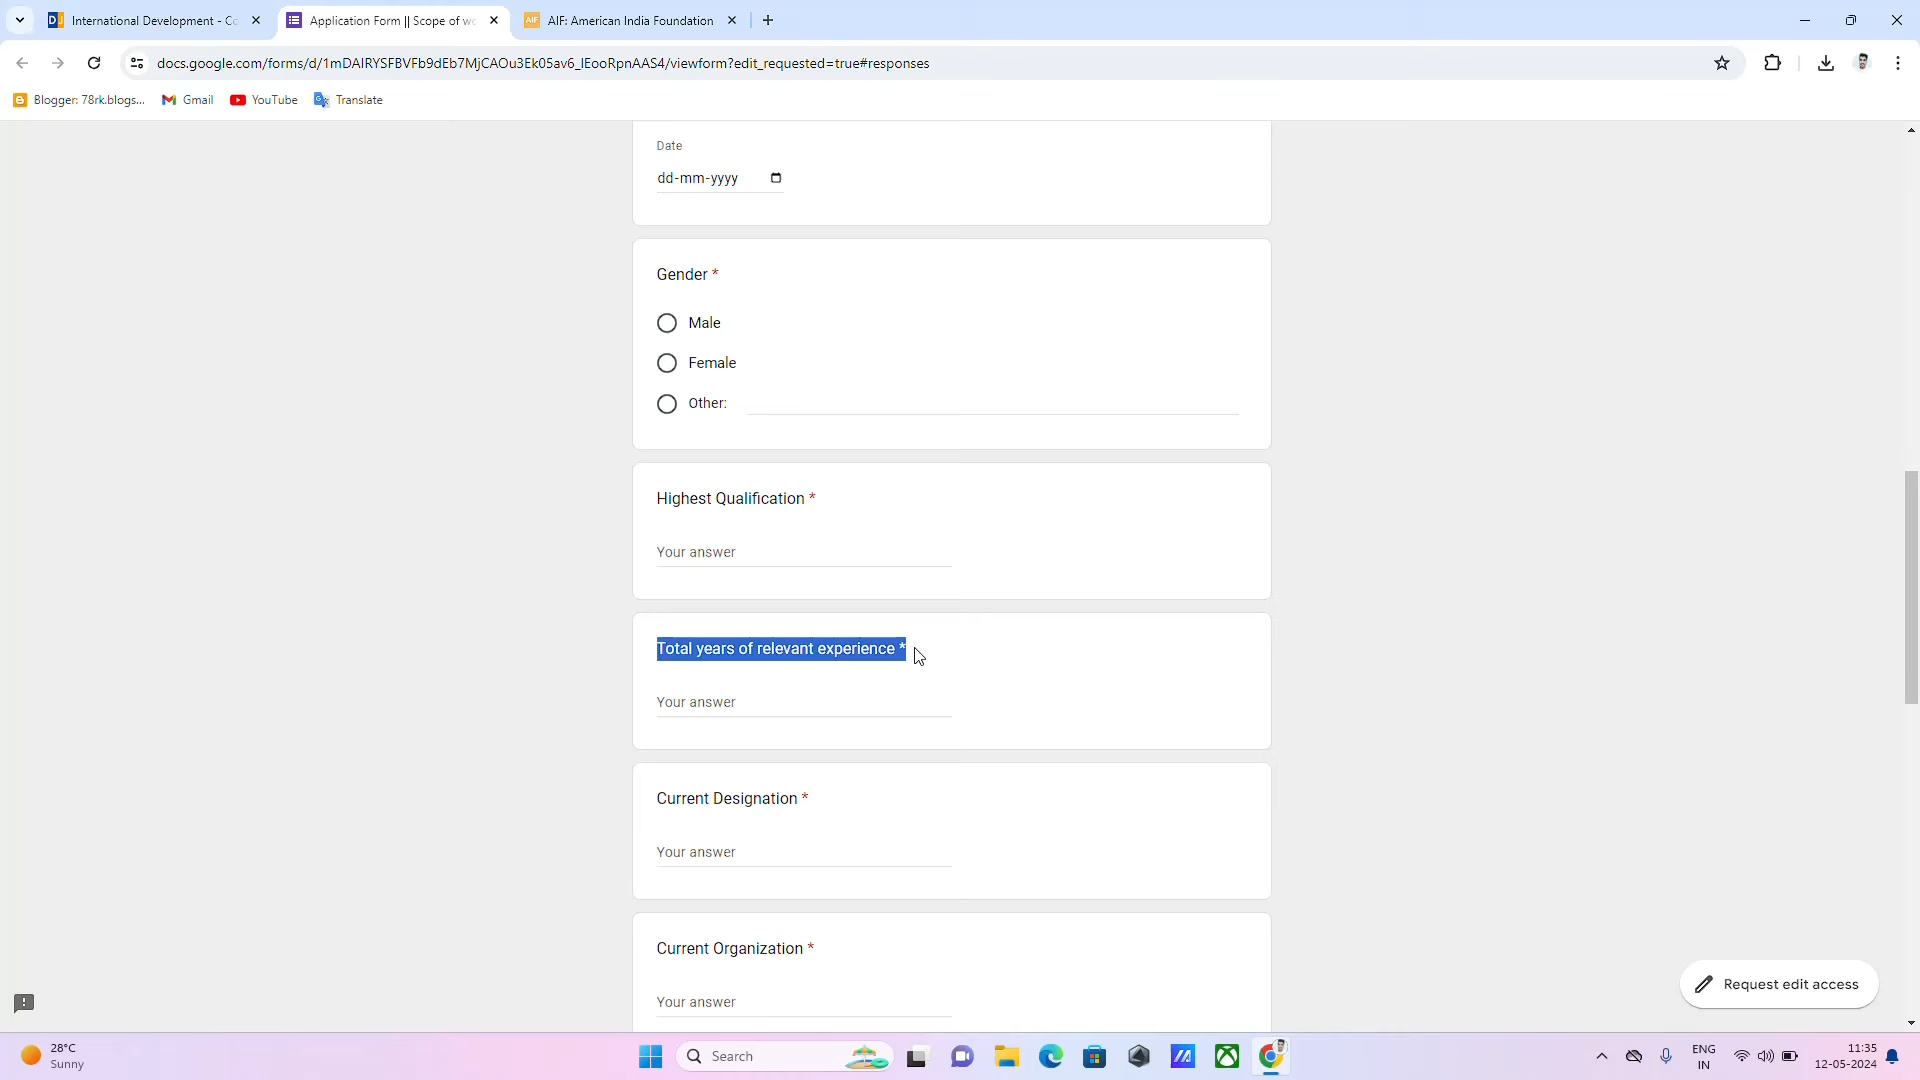 International Development - Co
Application Form || Scope of wo
AIF: American India Foundation
docs.google.com/forms/d/1mDAIRYSFBVFb9dEb7MjCAOu3Ek05av6_lEooRpnAAS4/viewform?edit_requested=true#responses
Blogger: 78rk.blogs...
Gmail
YouTube
Translate
Date
dd-mm-yyyy
Gender *
Male
Female
Other:
Highest Qualification *
Your answer
Total years of relevant experience *
Your answer
Current Designation *
Your answer
Current Organization *
Your answer
Request edit access
28°C
Sunny
Search
ENG
IN
11:35
12-05-2024